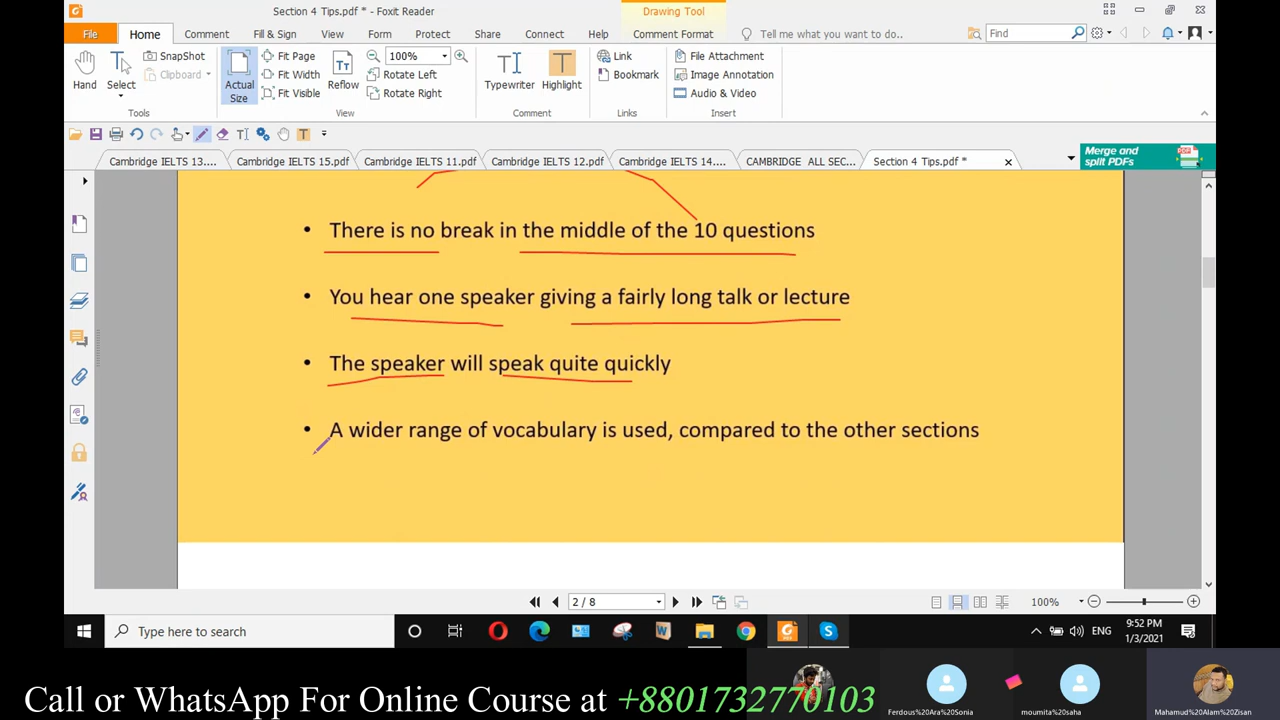 Section 4 Tips.pdf * - Foxit Reader
Drawing Tool
File Home Comment Fill & Sign View Form Protect Share Connect Help Comment Format Tell me what you want to do.. Find
Hand
Select
SnapShot
Clipboard
Tools
Actual
Size
Fit Page
Fit Width
Fit Visible
Reflow
100%
Rotate Left
Rotate Right
View
Typewriter
Highlight
Comment
Link
Bookmark
Links
File Attachment
Image Annotation
Audio & Video
Insert
Cambridge IELTS 13.... Cambridge IELTS 15.pdf Cambridge IELTS 11.pdf Cambridge IELTS 12.pdf Cambridge IELTS 14.... CAMBRIDGE ALL SEC... Section 4 Tips.pdf *
Merge and
split PDFs
• There is no break in the middle of the 10 questions
• You hear one speaker giving a fairly long talk or lecture
• The speaker will speak quite quickly
• A wider range of vocabulary is used, compared to the other sections
2 / 8
100%
Type here to search
ENG
9:52 PM
1/3/2021
Call or WhatsApp For Online Course at +8801732770103
Ferdous%20Ara%20Sonia
moumita%20saha
Mahamud%20Alam%20Zisan